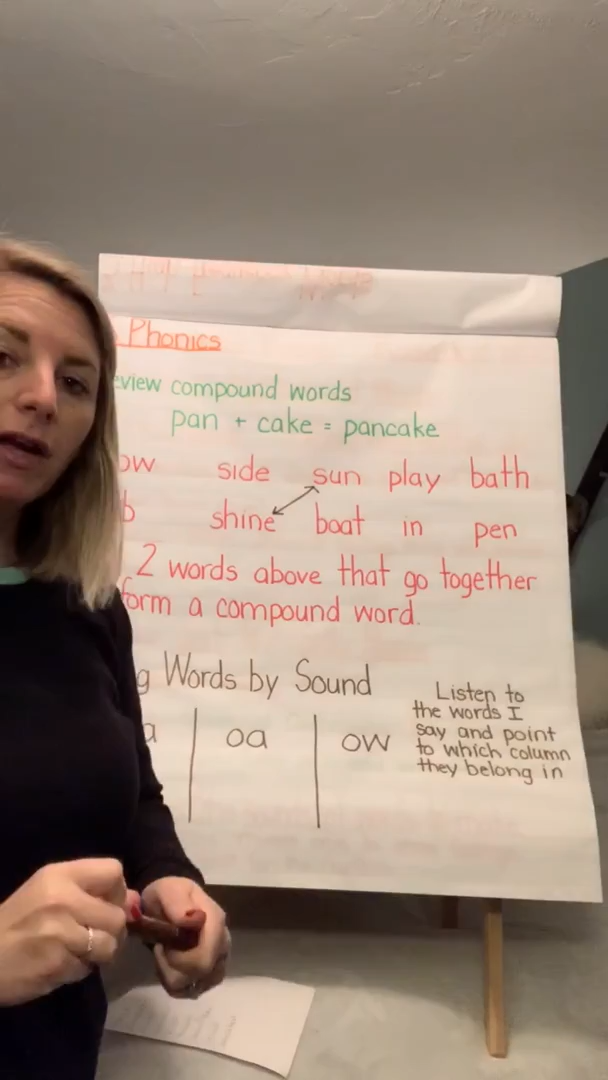 Phonics
eview compound words
pan + cake = pancake
ow side sun play bath
b shine boat in pen
2 words above that go together
form a compound word.
g Words by Sound
a oa ow
Listen to
the words I
say and point
to which column
they belong in